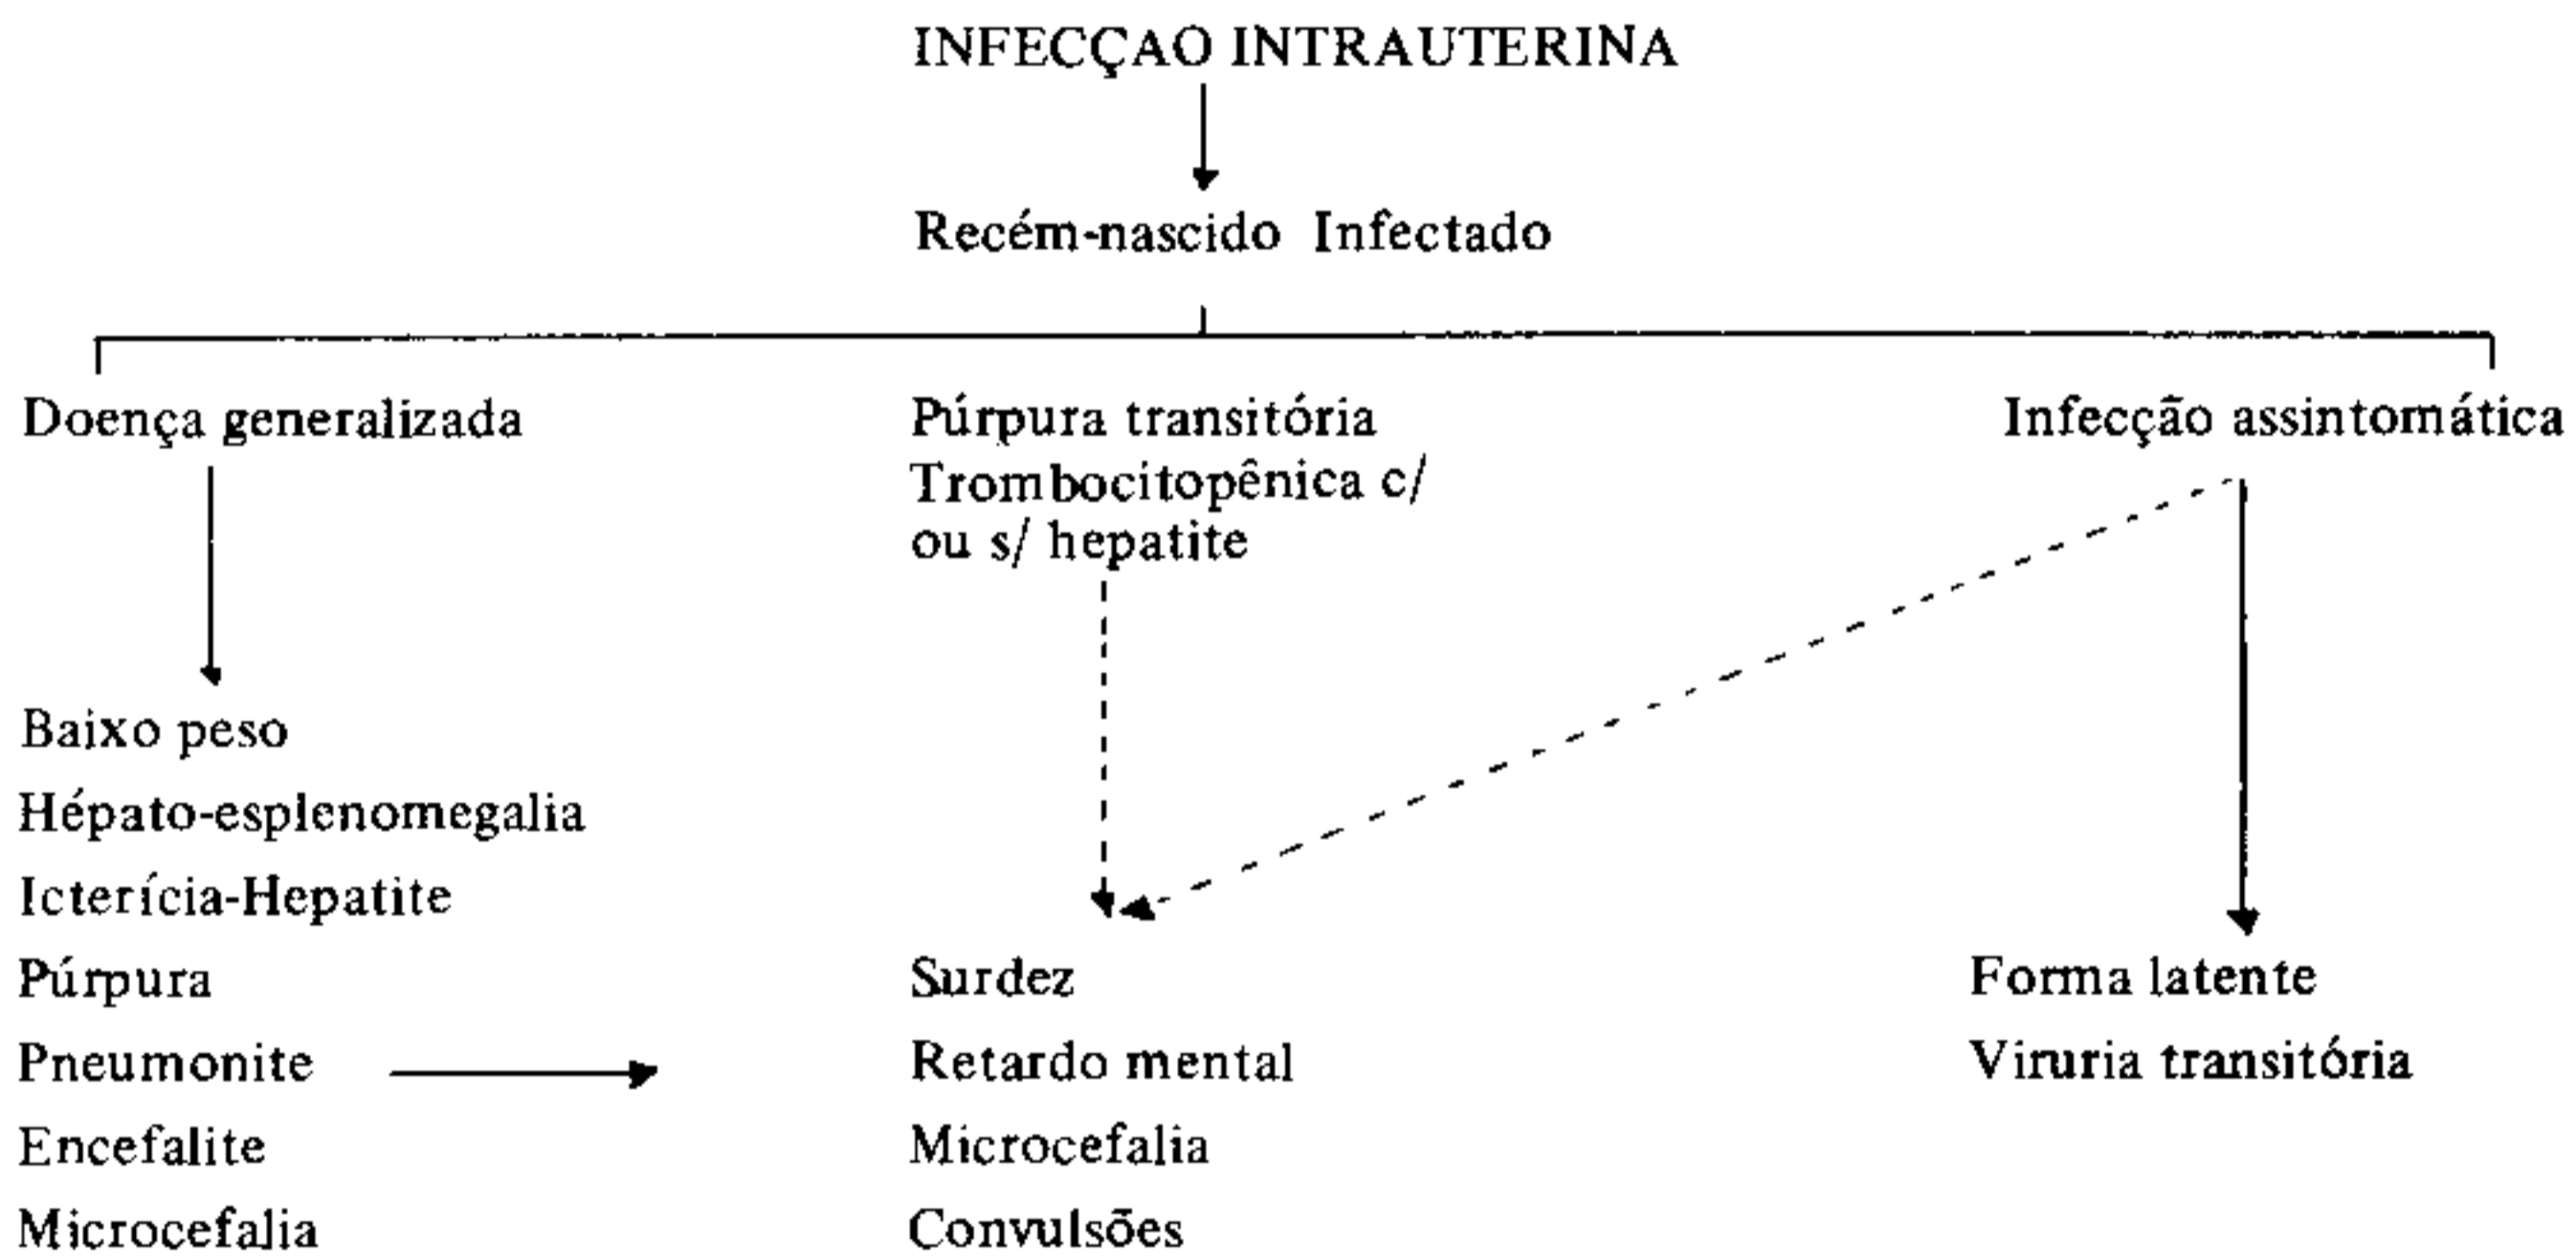 INFECÇAO INTRAUTERINA
Recém-nascido Infectado
Doença generalizada
Púrpura transitória
Trombocitopênica c/
ou s/ hepatite
Infecção assintomática
Baixo peso
Hépato-esplenomegalia
Icterícia-Hepatite
Púrpura
Pneumonite
Encefalite
Microcefalia
Surdez
Retardo mental
Microcefalia
Convulsões
Forma latente
Viruria transitória